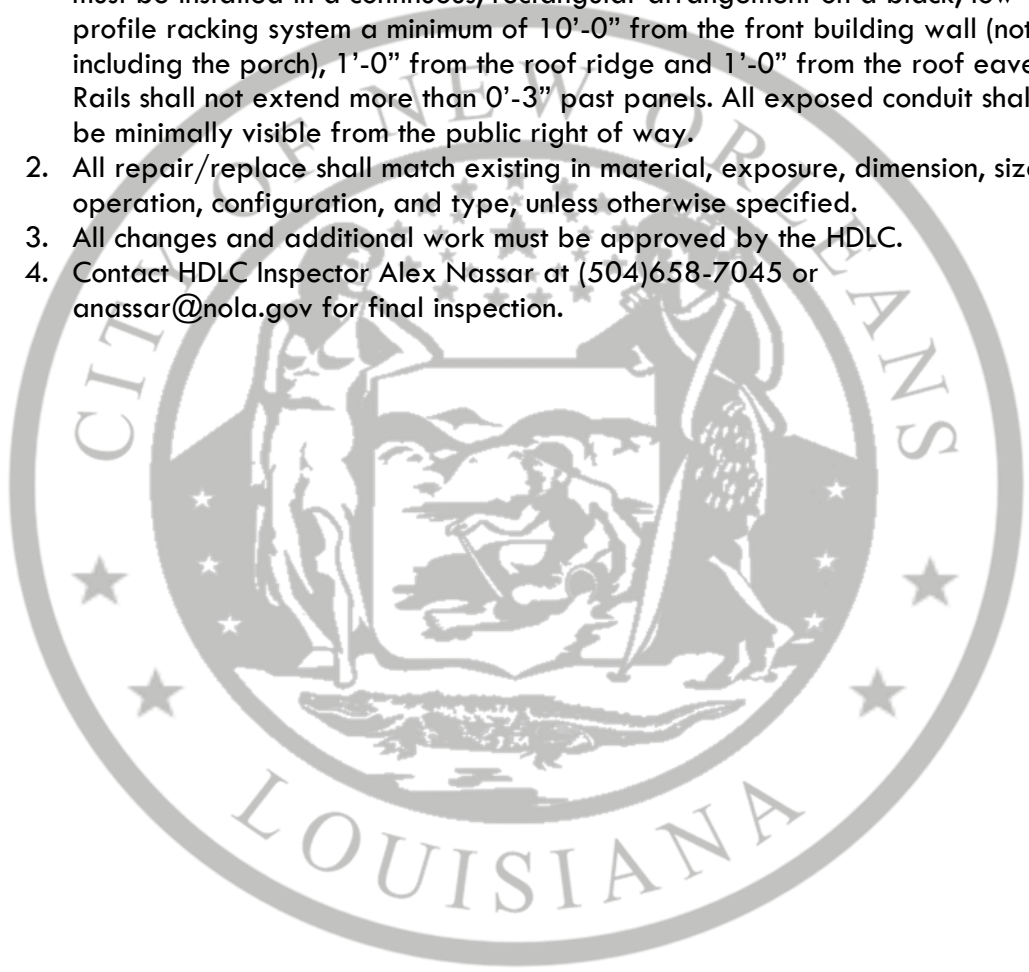 must be installed in a continuous/rectangular arrangement on a black/low
profile racking system a minimum of 10’-0” from the front building wall (not
including the porch), 1’-0” from the roof ridge and 1’-0” from the roof eave
Rails shall not extend more than 0’-3” past panels. All exposed conduit shal
be minimally visible from the public right of way.
2. All repair/replace shall match existing in material, exposure, dimension, siz
operation, configuration, and type, unless otherwise specified.
3. All changes and additional work must be approved by the HDLC.
4. Contact HDLC Inspector Alex Nassar at (504)658-7045 or
anassar@nola.gov for final inspection.
CITY OF NEW ORLEANS
LOUISIANA